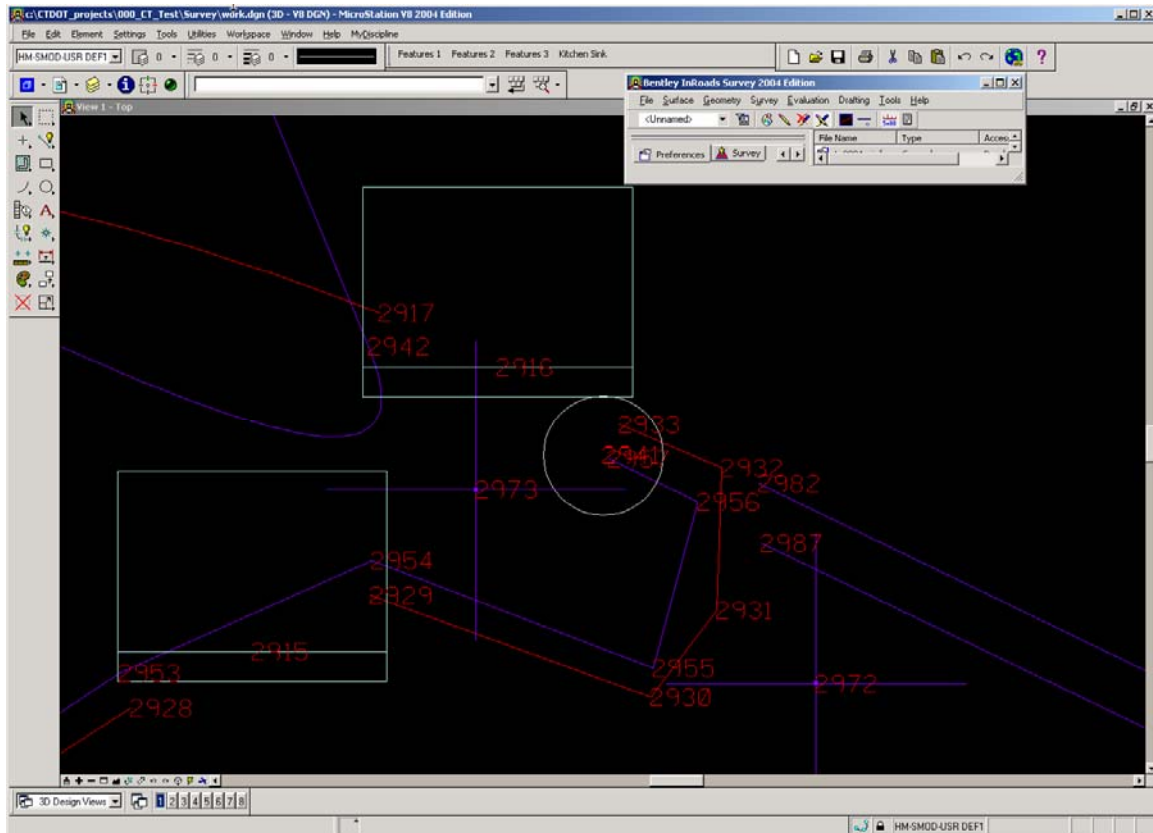 c:\CTDOT_projects\000_CT_Test\Survey\work.dgn (3D - V8 DGN) - MicroStation V8 2004 Edition
File Edit Element Settings Tools Utilities Workspace Window Help MyDiscipline
HM-SMOD-USR DEF1 0 0 0 Features 1 Features 2 Features 3 Kitchen Sink
Bentley InRoads Survey 2004 Edition
File Surface Geometry Survey Evaluation Drafting Tools Help
<Unnamed>
File Name Type Acces
Preferences Survey
View 1 - Top
2917
2942
2916
2933
2941
2932
2982
2973
2956
2987
2954
2929
2931
2915
2953
2955
2972
2930
2928
3D Design Views 1 2 3 4 5 6 7 8
HM-SMOD-USR DEF1